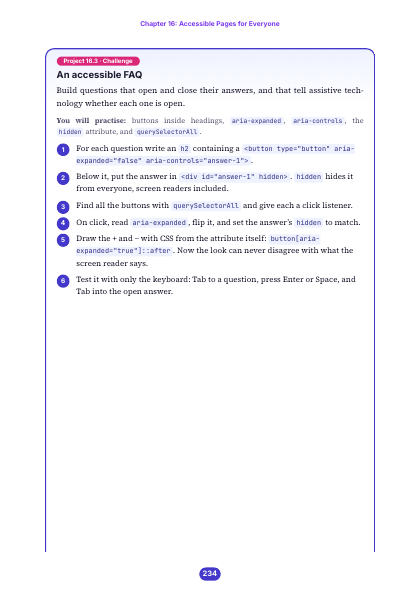 Chapter 16: Accessible Pages for Everyone
Project 16.3 · Challenge
An accessible FAQ
Build questions that open and close their answers, and that tell assistive tech-
nology whether each one is open.
You will practise: buttons inside headings, aria-expanded, aria-controls, the
hidden attribute, and querySelectorAll.
1 For each question write an h2 containing a <button type="button" aria-
expanded="false" aria-controls="answer-1">.
2 Below it, put the answer in <div id="answer-1" hidden>. hidden hides it
from everyone, screen readers included.
3 Find all the buttons with querySelectorAll and give each a click listener.
4 On click, read aria-expanded, flip it, and set the answer's hidden to match.
5 Draw the + and – with CSS from the attribute itself: button[aria-
expanded="true"]::after. Now the look can never disagree with what the
screen reader says.
6 Test it with only the keyboard: Tab to a question, press Enter or Space, and
Tab into the open answer.
234